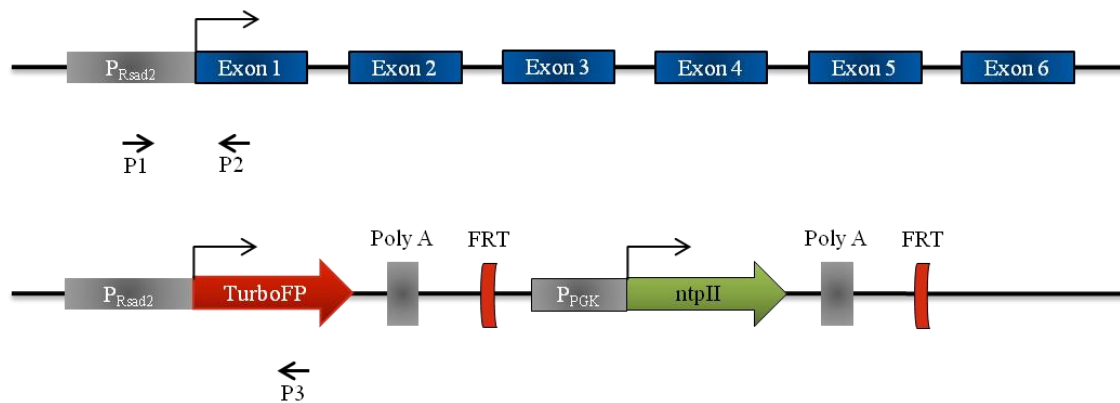 PRsad2 Exon 1 Exon 2 Exon 3 Exon 4 Exon 5 Exon 6
P1 P2
Poly A FRT Poly A FRT
PRsad2 TurboFP PPGK ntpII
P3